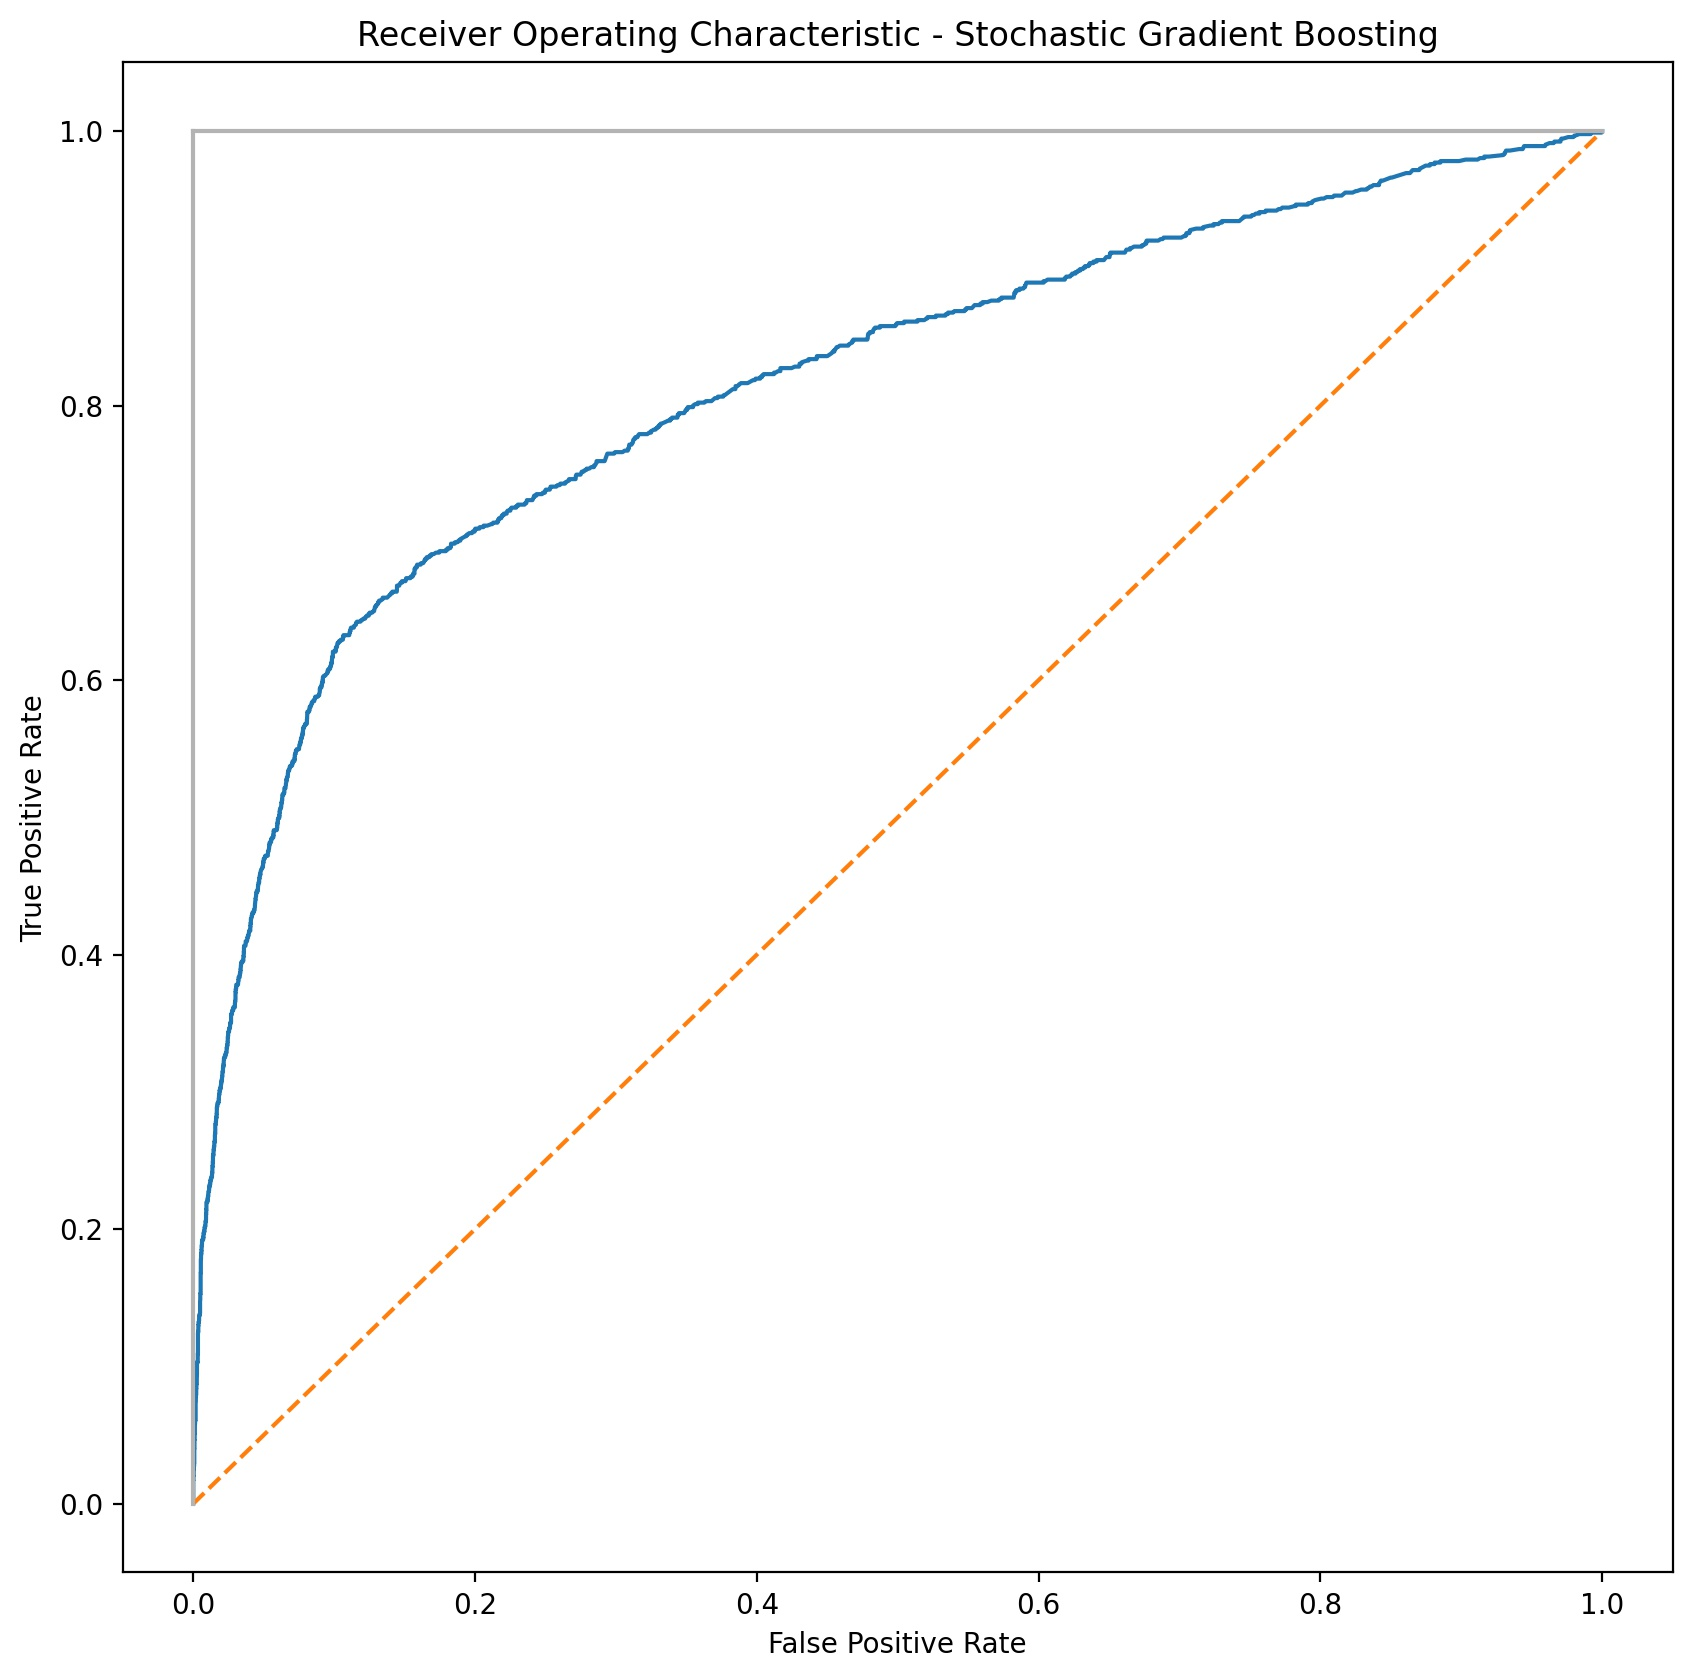 Receiver Operating Characteristic - Stochastic Gradient Boosting
1.0
0.8
0.6
0.4
0.2
0.0
True Positive Rate
0.0 0.2 0.4 0.6 0.8 1.0
False Positive Rate